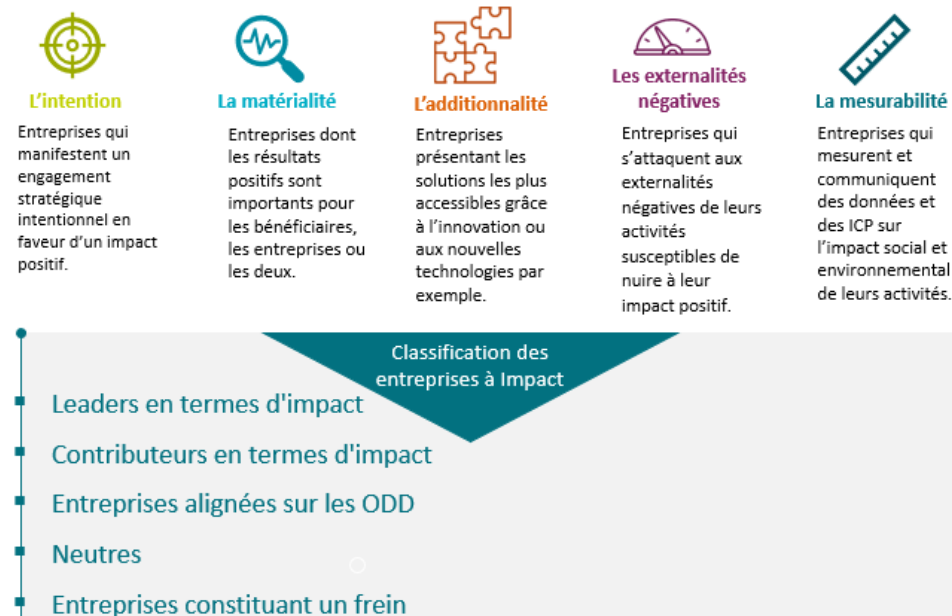 L'intention
Entreprises qui
manifestent un
engagement
stratégique
intentionnel en
faveur d'un impact
positif.
La matérialité
Entreprises dont
les résultats
positifs sont
importants pour
les bénéficiaires,
les entreprises ou
les deux.
L'additionnalité
Entreprises
présentant les
solutions les plus
accessibles grâce
à l'innovation ou
aux nouvelles
technologies par
exemple.
Les externalités
négatives
Entreprises qui
s'attaquent aux
externalités
négatives de leurs
activités
susceptibles de
nuire à leur
impact positif.
La mesurabilité
Entreprises qui
mesurent et
communiquent
des données et
des ICP sur
l'impact social et
environnemental
de leurs activités.
Classification des
entreprises à Impact
Leaders en termes d'impact
Contributeurs en termes d'impact
Entreprises alignées sur les ODD
Neutres
Entreprises constituant un frein